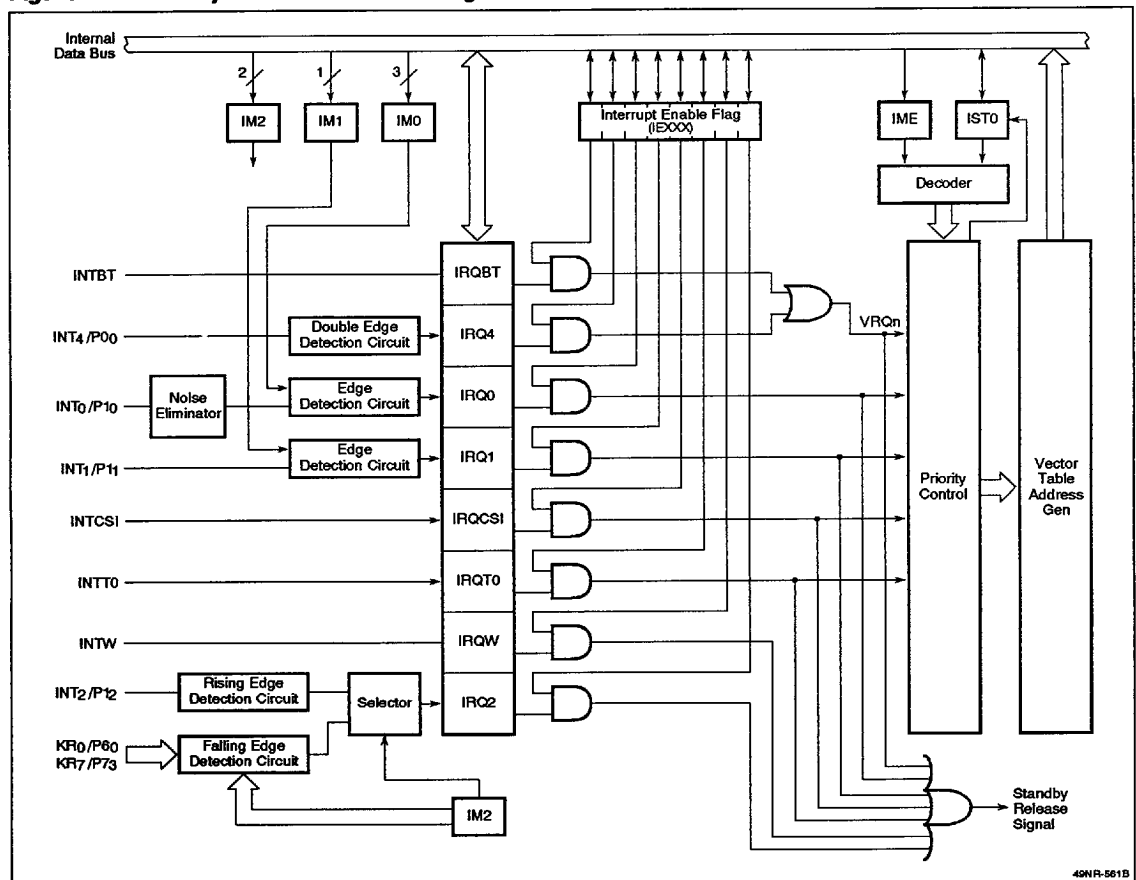 Internal
Data Bus
2
1
3
IM2
IM1
IM0
Interrupt Enable Flag
(IEXXX)
IME
IST0
Decoder
INTBT
IRQBT
INT4/P00
Double Edge
Detection Circuit
IRQ4
VRQn
INT0/P10
Noise
Eliminator
Edge
Detection Circuit
IRQ0
INT1/P11
Edge
Detection Circuit
IRQ1
Priority
Control
Vector
Table
Address
Gen
INTCSI
IRQCSI
INTT0
IRQT0
INTW
IRQW
INT2/P12
Rising Edge
Detection Circuit
Selector
IRQ2
KR0/P60
KR7/P73
Falling Edge
Detection Circuit
IM2
Standby
Release
Signal
49NR-561B